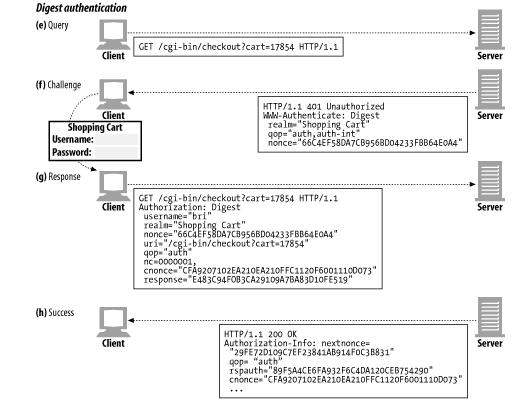 Digest authentication
(e) Query
GET /cgi-bin/checkout?cart=17854 HTTP/1.1
Client
Server
(f) Challenge
Client
Server
HTTP/1.1 401 Unauthorized
WWW-Authenticate: Digest
realm="Shopping Cart"
qop="auth,auth-int"
nonce="66C4EF58DA7CB956BD04233FBB64E0A4"
Shopping Cart
Username:
Password:
(g) Response
Client
Server
GET /cgi-bin/checkout?cart=17854 HTTP/1.1
Authorization: Digest
username="bri"
realm="Shopping Cart"
nonce="66C4EF58DA7CB956BD04233FBB64E0A4"
uri="/cgi-bin/checkout?cart=17854"
qop="auth"
nc=0000001,
cnonce="CFA9207102EA210EA210FFC1120F6001110D073"
response="E483C94F0B3CA29109A7BA83D10FE519"
(h) Success
Client
Server
HTTP/1.1 200 OK
Authorization-Info: nextnonce=
"29FE72D109C7EF23841AB914F0C3B831"
qop= “auth”
rspauth="89F5A4CE6FA932F6C4DA120CEB754290"
cnonce="CFA9207102EA210EA210FFC1120F6001110D073"
...